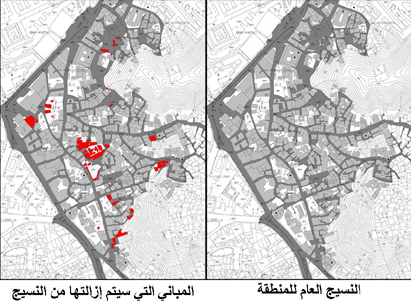 النسيج العام للمنطقة
المباني التي سيتم إزالتها من النسيج